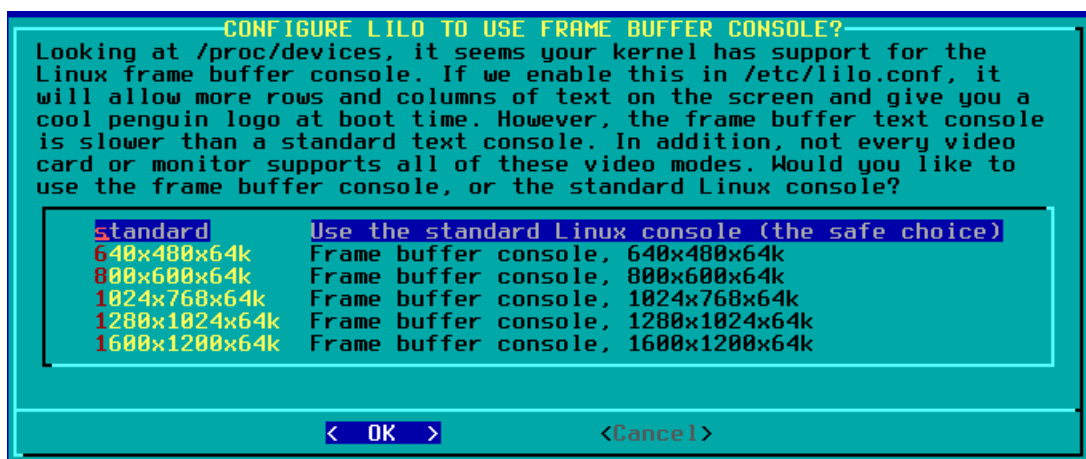 CONFIGURE LILO TO USE FRAME BUFFER CONSOLE?
Looking at /proc/devices, it seems your kernel has support for the
Linux frame buffer console. If we enable this in /etc/lilo.conf, it
will allow more rows and columns of text on the screen and give you a
cool penguin logo at boot time. However, the frame buffer text console
is slower than a standard text console. In addition, not every video
card or monitor supports all of these video modes. Would you like to
use the frame buffer console, or the standard Linux console?
standard Use the standard Linux console (the safe choice)
640x480x64k Frame buffer console, 640x480x64k
800x600x64k Frame buffer console, 800x600x64k
1024x768x64k Frame buffer console, 1024x768x64k
1280x1024x64k Frame buffer console, 1280x1024x64k
1600x1200x64k Frame buffer console, 1600x1200x64k
< OK > <Cancel>